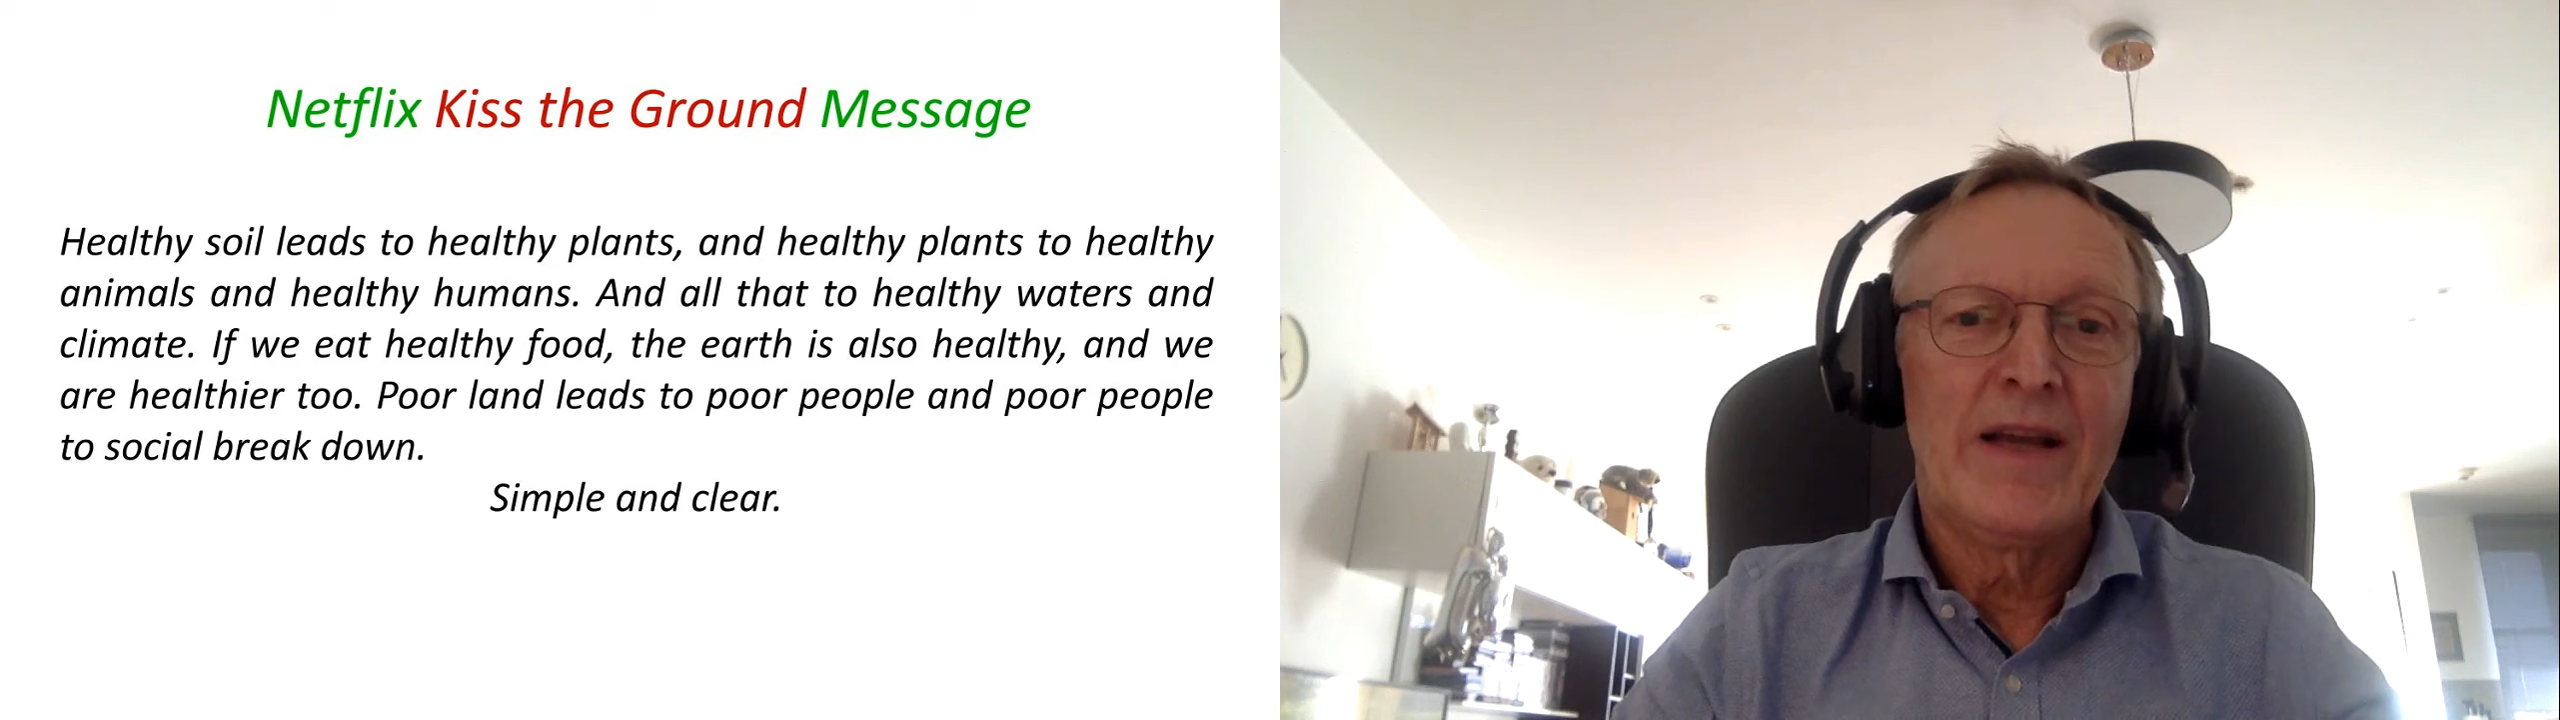 Netflix Kiss the Ground Message
Healthy soil leads to healthy plants, and healthy plants to healthy
animals and healthy humans. And all that to healthy waters and
climate. If we eat healthy food, the earth is also healthy, and we
are healthier too. Poor land leads to poor people and poor people
to social break down.
Simple and clear.